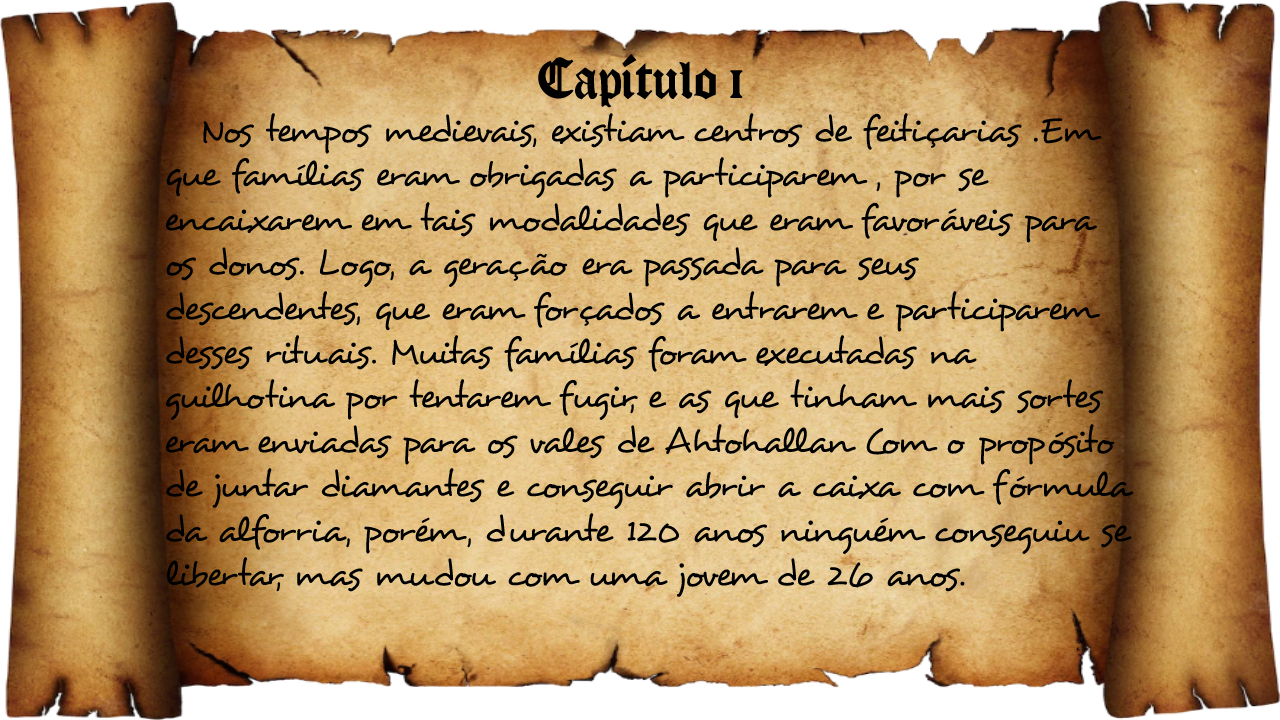 Capítulo 1
Nos tempos medievais, existiam centros de feitiçarias .Em
que famílias eram obrigadas a participarem , por se
encaixarem em tais modalidades que eram favoráveis para
os donos. Logo, a geração era passada para seus
descendentes, que eram forçados a entrarem e participarem
desses rituais. Muitas famílias foram executadas na
guilhotina por tentarem fugir, e as que tinham mais sortes
eram enviadas para os vales de Ahtohallan Com o propósito
de juntar diamantes e conseguir abrir a caixa com fórmula
da alforria, porém, durante 120 anos ninguém conseguiu se
libertar, mas mudou com uma jovem de 26 anos.